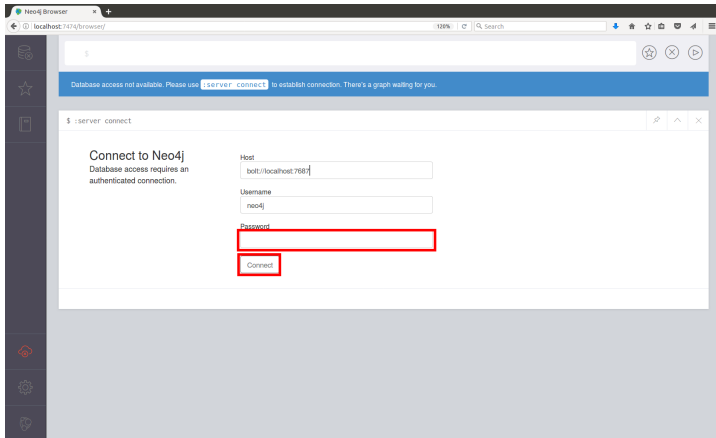 Neo4j Browser × +
localhost:7474/browser/ 120% Search
$
Database access not available. Please use :server connect to establish connection. There's a graph waiting for you.
$ :server connect
Connect to Neo4j
Database access requires an
authenticated connection.
Host
bolt://localhost:7687
Username
neo4j
Password
Connect